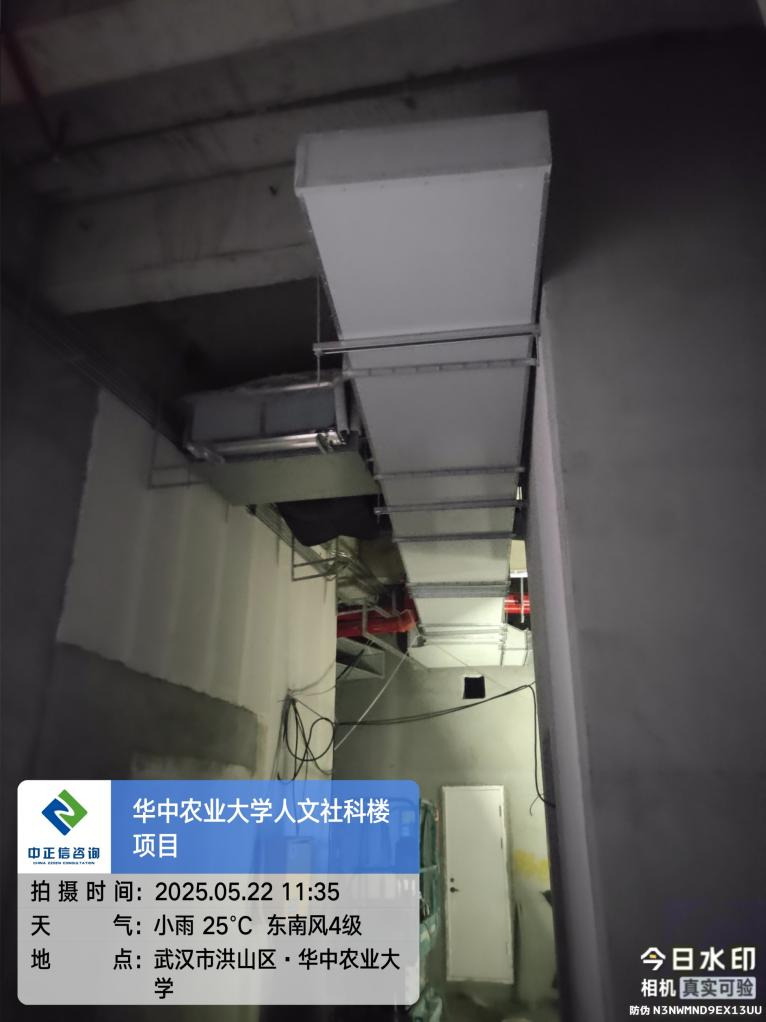 华中农业大学人文社科楼
项目
中正信咨询
CHINA ZZXIN CONSULTATION
拍摄时间：2025.05.22 11:35
天气：小雨 25℃ 东南风4级
地点：武汉市洪山区·华中农业大
学
今日水印
相机 真实可验
防伪 N3NWMND9EX13UU